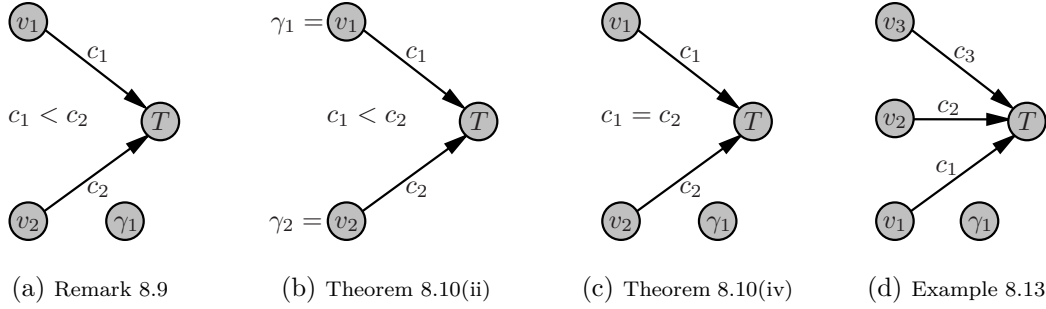 v₁
c₁
c₁ < c₂
T
c₂
v₂
γ₁
(a) Remark 8.9
γ₁ = v₁
c₁
c₁ < c₂
T
c₂
γ₂ = v₂
(b) Theorem 8.10(ii)
v₁
c₁
c₁ = c₂
T
c₂
v₂
γ₁
(c) Theorem 8.10(iv)
v₃
c₃
v₂
c₂
T
c₁
v₁
γ₁
(d) Example 8.13